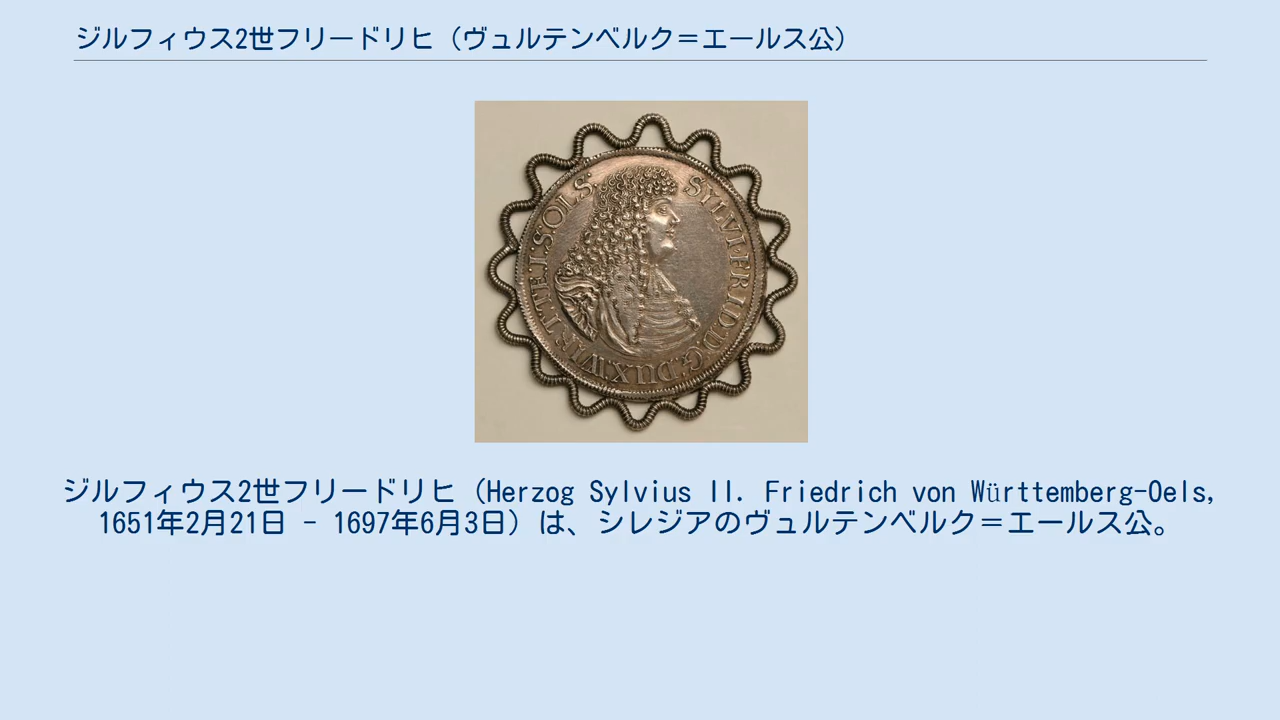 ジルフィウス2世フリードリヒ（ヴュルテンベルク＝エールス公）
SYLVI:FRID:D:G:DUX.WIRT:TE:I:S:OLS:
ジルフィウス2世フリードリヒ（Herzog Sylvius II. Friedrich von Württemberg-Oels,
1651年2月21日 - 1697年6月3日）は、シレジアのヴュルテンベルク＝エールス公。